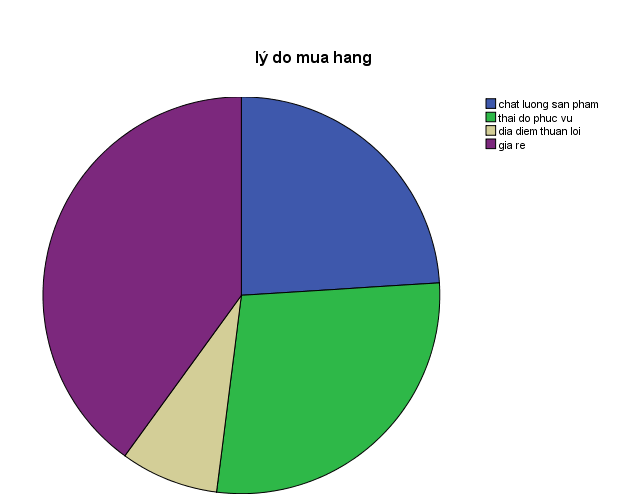 lý do mua hang
chat luong san pham
thai do phuc vu
dia diem thuan loi
gia re